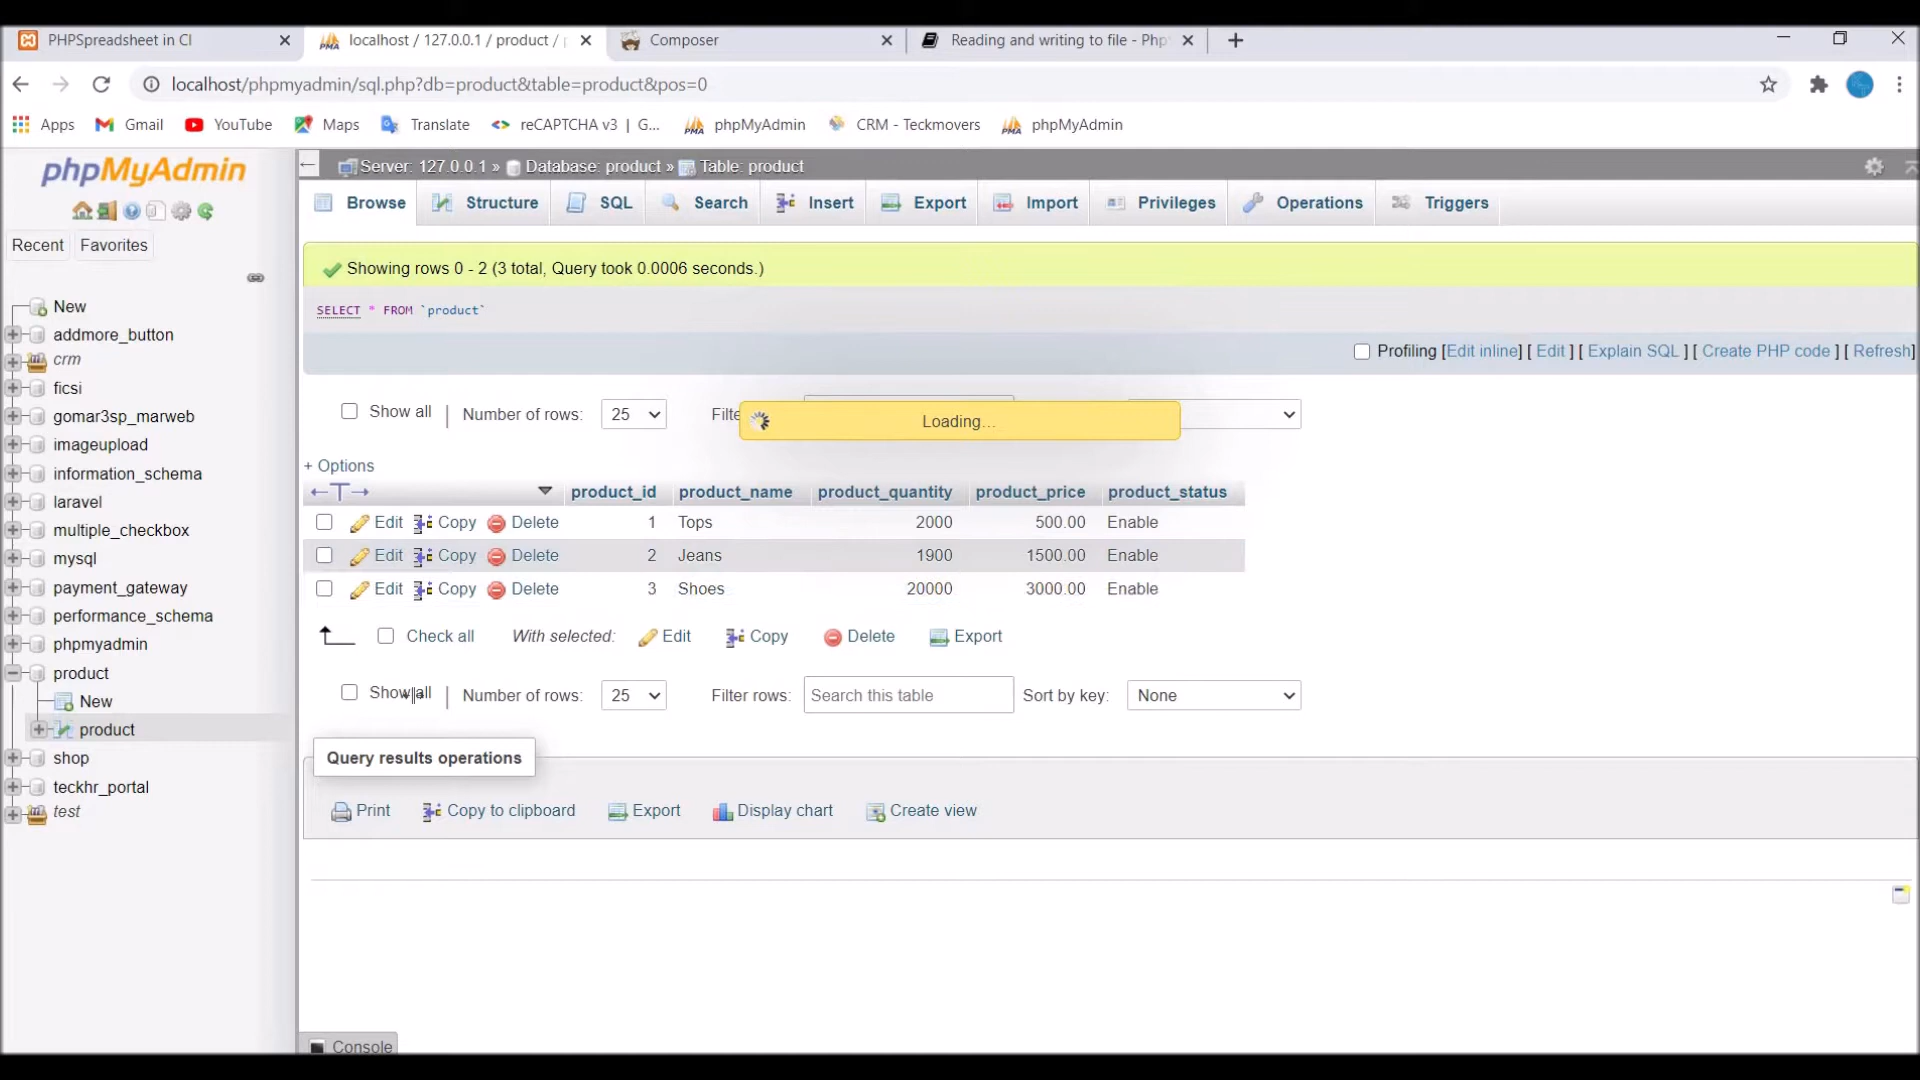 PHPSpreadsheet in CI
localhost / 127.0.0.1 / product /
Composer
Reading and writing to file - Php
localhost/phpmyadmin/sql.php?db=product&table=product&pos=0
Apps Gmail YouTube Maps Translate reCAPTCHA v3 | G... phpMyAdmin CRM - Teckmovers phpMyAdmin
phpMyAdmin
Recent Favorites
New
addmore_button
crm
ficsi
gomar3sp_marweb
imageupload
information_schema
laravel
multiple_checkbox
mysql
payment_gateway
performance_schema
phpmyadmin
product
New
product
shop
teckhr_portal
test
Server: 127.0.0.1 » Database: product » Table: product
Browse Structure SQL Search Insert Export Import Privileges Operations Triggers
Showing rows 0 - 2 (3 total, Query took 0.0006 seconds.)
SELECT * FROM `product`
Profiling [Edit inline] [ Edit ] [ Explain SQL ] [ Create PHP code ] [ Refresh]
Show all | Number of rows: 25 Filte
Loading...
+ Options
←T→ product_id product_name product_quantity product_price product_status
Edit Copy Delete 1 Tops 2000 500.00 Enable
Edit Copy Delete 2 Jeans 1900 1500.00 Enable
Edit Copy Delete 3 Shoes 20000 3000.00 Enable
Check all With selected: Edit Copy Delete Export
Show all | Number of rows: 25 Filter rows: Search this table Sort by key: None
Query results operations
Print Copy to clipboard Export Display chart Create view
Console